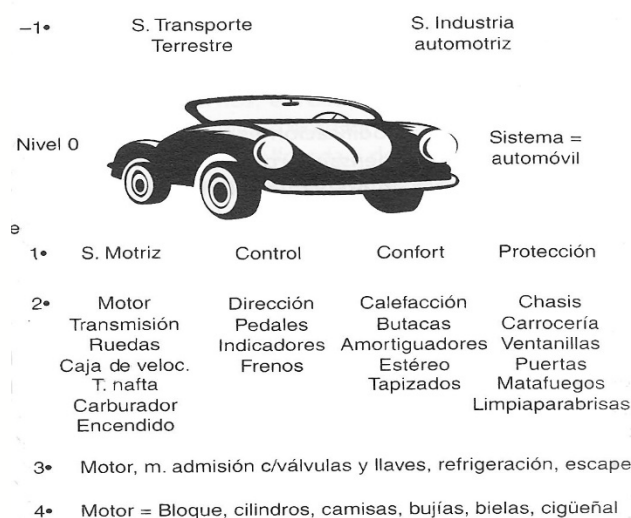 –1•
S. Transporte
Terrestre
S. Industria
automotriz
Nivel 0
Sistema =
automóvil
e
1• S. Motriz Control Confort Protección
2• Motor Dirección Calefacción Chasis
Transmisión Pedales Butacas Carrocería
Ruedas Indicadores Amortiguadores Ventanillas
Caja de veloc. Frenos Estéreo Puertas
T. nafta Tapizados Matafuegos
Carburador Limpiaparabrisas
Encendido
3• Motor, m. admisión c/válvulas y llaves, refrigeración, escape
4• Motor = Bloque, cilindros, camisas, bujías, bielas, cigüeñal